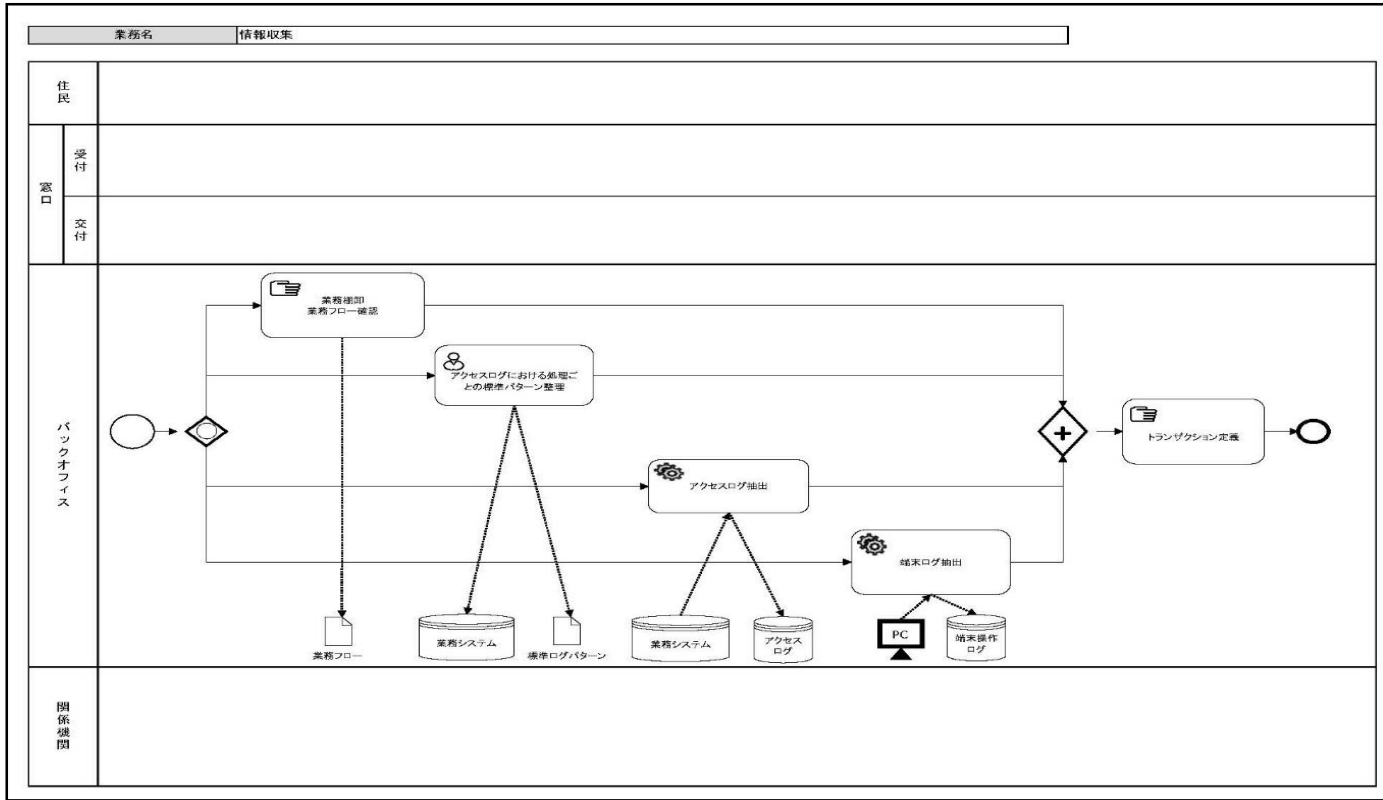 業務名
情報収集
住民
窓口
受付
交付
バックオフィス
業務棚卸
業務フロー確認
アクセスログにおける処理ご
との標準パターン整理
アクセスログ抽出
端末ログ抽出
トランザクション定義
業務フロー
業務システム
標準ログパターン
業務システム
アクセス
ログ
PC
端末操作
ログ
関係機関